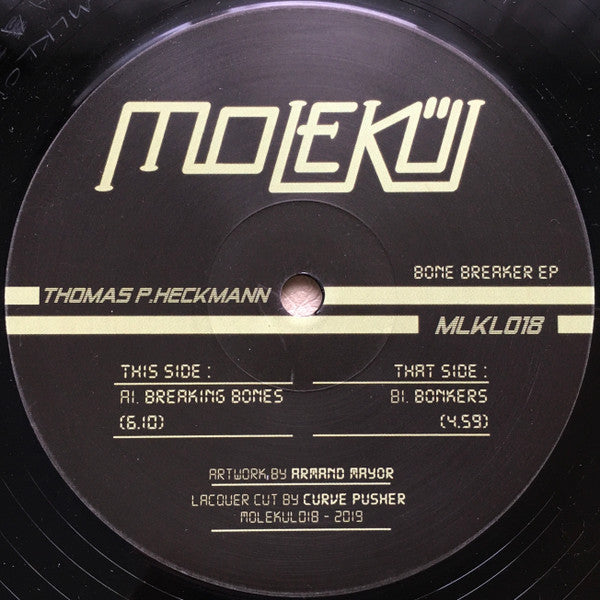 MOLEKÜL
BONE BREAKER EP
THOMAS P.HECKMANN
MLKL018
THIS SIDE :
A1. BREAKING BONES
(6.10)
THAT SIDE :
B1. BONKERS
(4.59)
ARTWORK BY ARMAND MAYOR
LACQUER CUT BY CURVE PUSHER
MOLEKUL018 - 2019